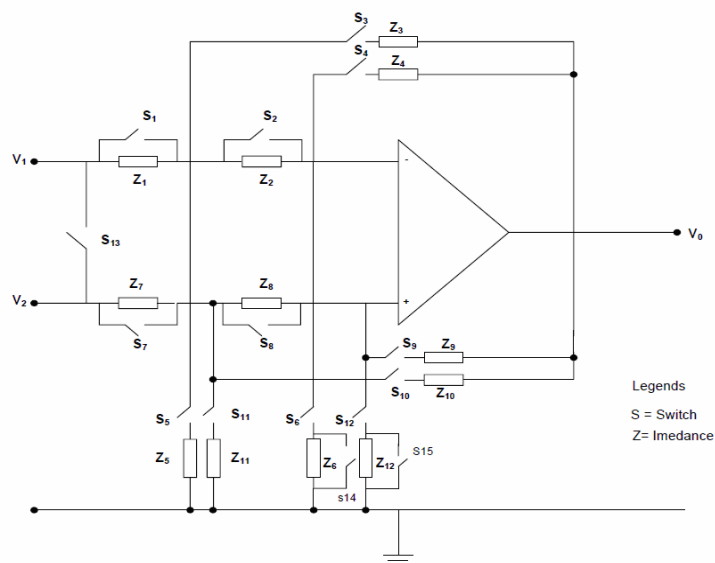 S3
Z3
S4
Z4
S1
S2
V1
Z1
Z2
-
S13
V0
Z7
Z8
V2
+
S7
S8
S9
Z9
S10
Z10
Legends
S = Switch
Z= Imedance
S5
S11
S6
S12
Z5
Z11
Z6
Z12
S15
s14